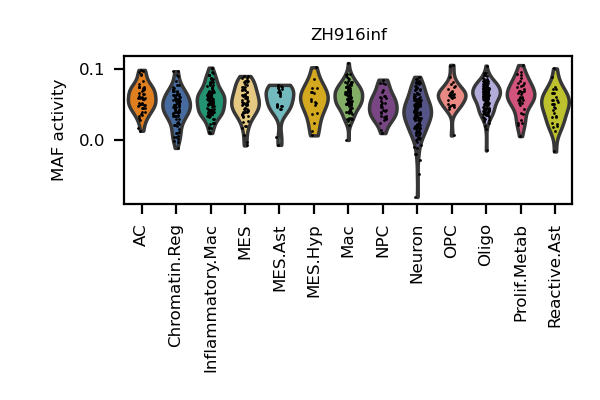 ZH916inf
MAF activity
0.1
0.0
AC
Chromatin.Reg
Inflammatory.Mac
MES
MES.Ast
MES.Hyp
Mac
NPC
Neuron
OPC
Oligo
Prolif.Metab
Reactive.Ast